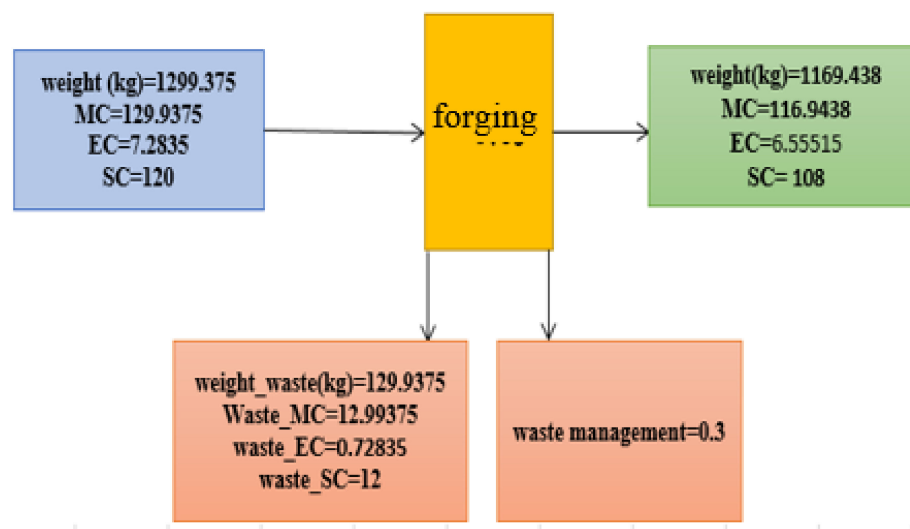 weight (kg)=1299.375
MC=129.9375
EC=7.2835
SC=120
forging
weight(kg)=1169.438
MC=116.9438
EC=6.55515
SC= 108
weight_waste(kg)=129.9375
Waste_MC=12.99375
waste_EC=0.72835
waste_SC=12
waste management=0.3